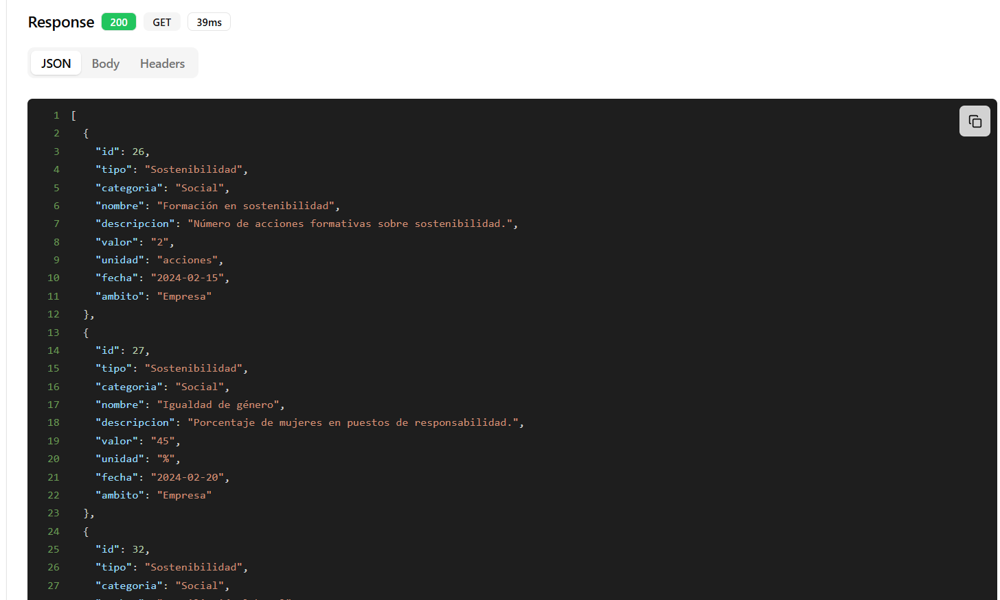 Response 200 GET 39ms
JSON Body Headers
1 [
2 {
3 "id": 26,
4 "tipo": "Sostenibilidad",
5 "categoria": "Social",
6 "nombre": "Formación en sostenibilidad",
7 "descripcion": "Número de acciones formativas sobre sostenibilidad.",
8 "valor": "2",
9 "unidad": "acciones",
10 "fecha": "2024-02-15",
11 "ambito": "Empresa"
12 },
13 {
14 "id": 27,
15 "tipo": "Sostenibilidad",
16 "categoria": "Social",
17 "nombre": "Igualdad de género",
18 "descripcion": "Porcentaje de mujeres en puestos de responsabilidad.",
19 "valor": "45",
20 "unidad": "%",
21 "fecha": "2024-02-20",
22 "ambito": "Empresa"
23 },
24 {
25 "id": 32,
26 "tipo": "Sostenibilidad",
27 "categoria": "Social",